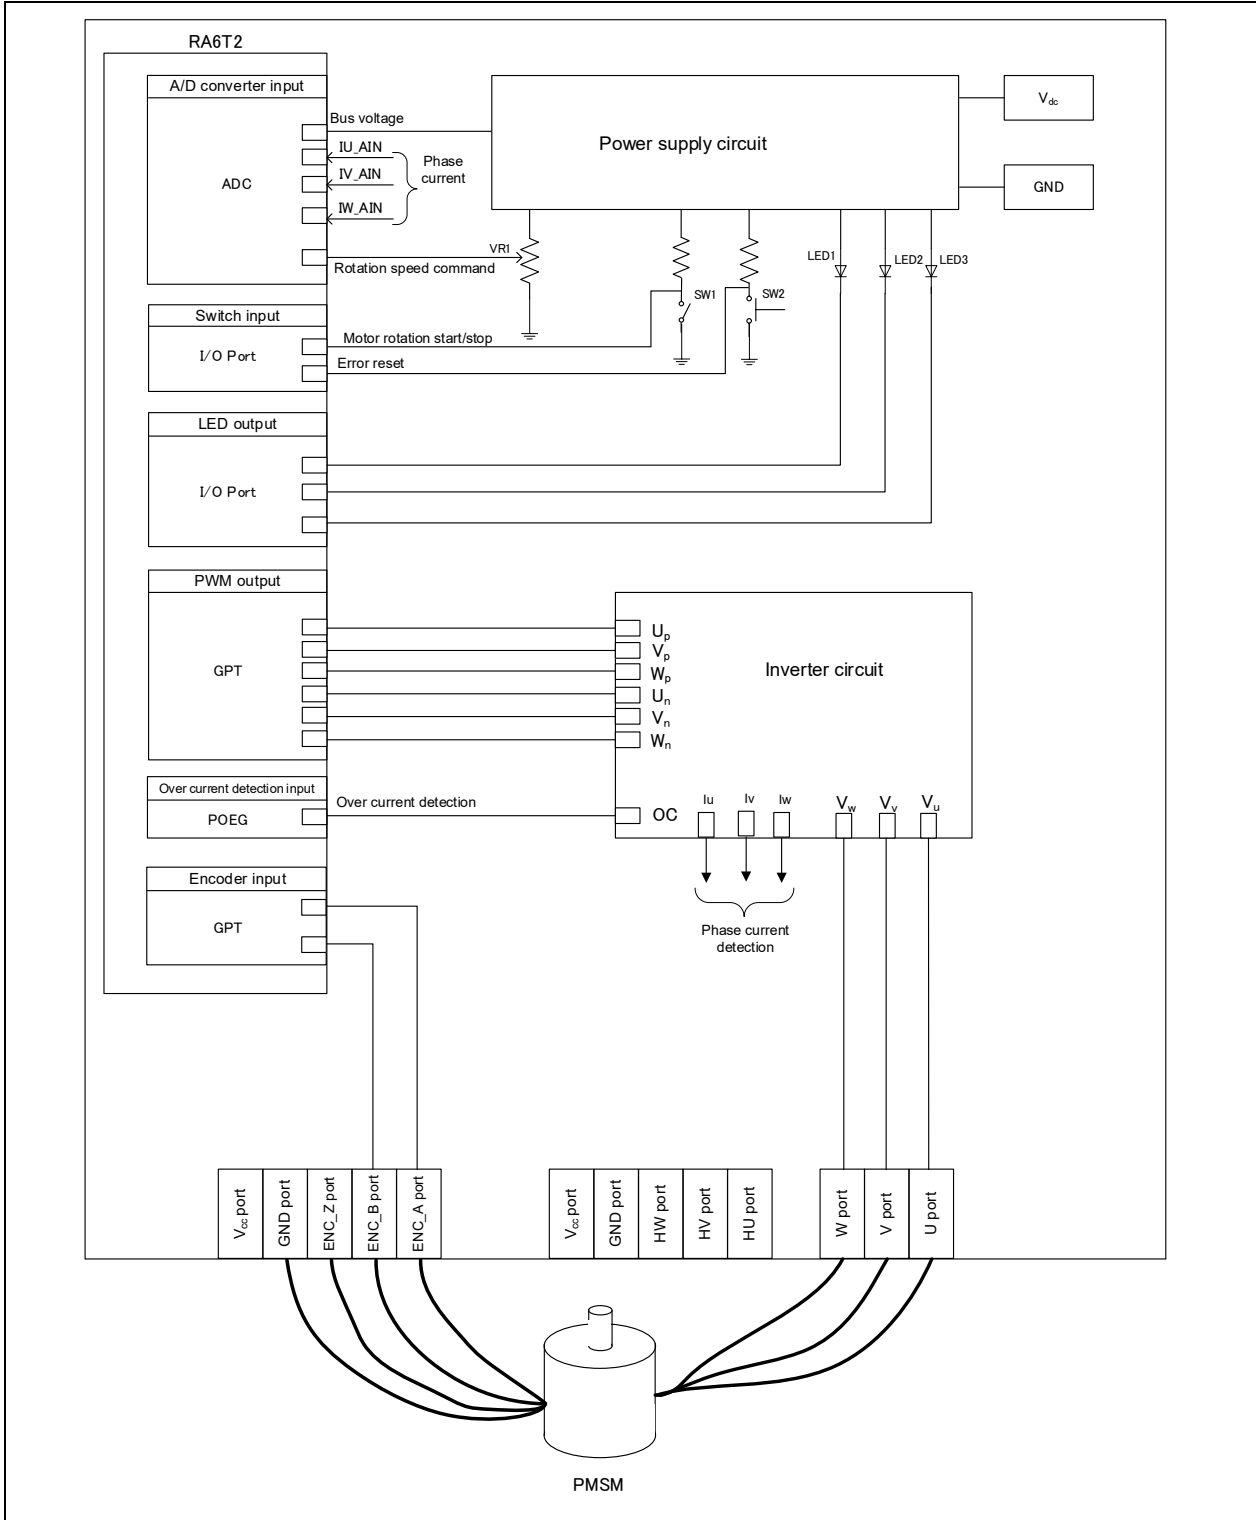 RA6T2
A/D converter input
ADC
Bus voltage
IU_AIN
IV_AIN
IW_AIN
Phase
current
VR1
Rotation speed command
Power supply circuit
Vdc
GND
SW1
SW2
LED1
LED2
LED3
Switch input
I/O Port
Motor rotation start/stop
Error reset
LED output
I/O Port
PWM output
GPT
Up
Vp
Wp
Un
Vn
Wn
Inverter circuit
Over current detection input
POEG
Over current detection
OC
Iu
Iv
Iw
Vw
Vv
Vu
Phase current
detection
Encoder input
GPT
Vcc port
GND port
ENC_Z port
ENC_B port
ENC_A port
Vcc port
GND port
HW port
HV port
HU port
W port
V port
U port
PMSM